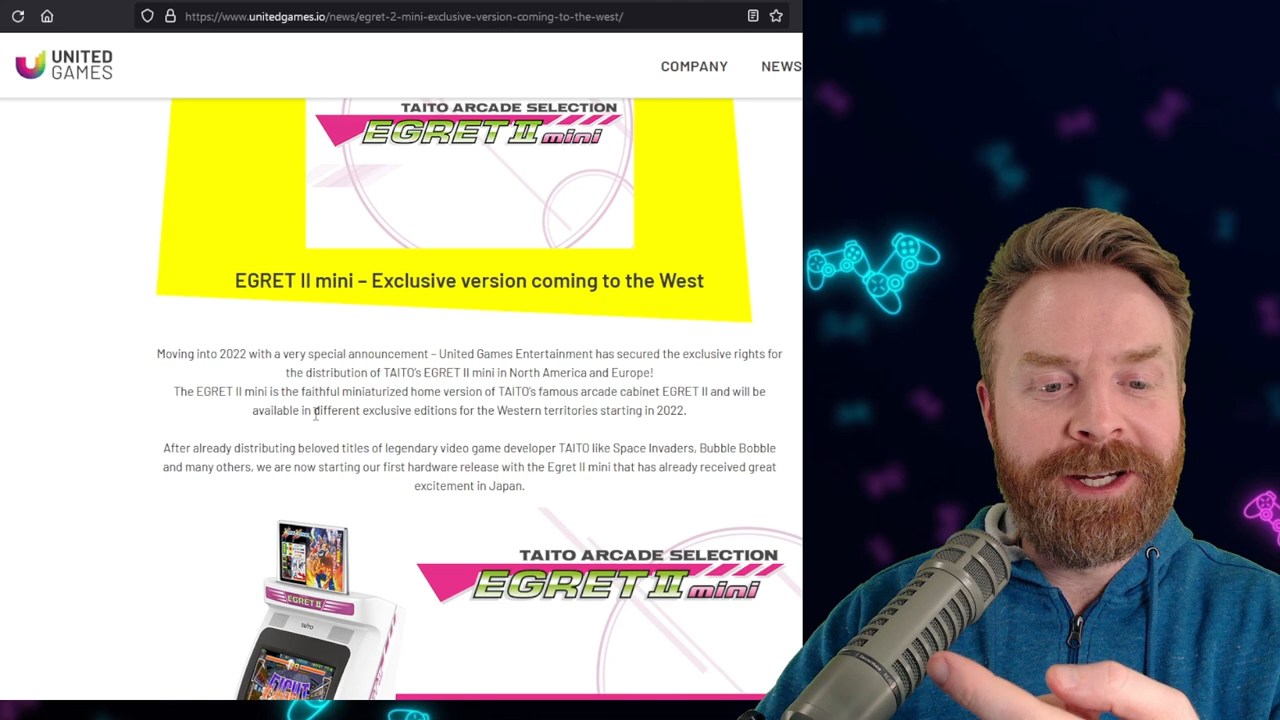 https://www.unitedgames.io/news/egret-2-mini-exclusive-version-coming-to-the-west/
UNITED
GAMES
COMPANY
NEWS
TAITO ARCADE SELECTION
EGRET II mini
EGRET II mini – Exclusive version coming to the West
Moving into 2022 with a very special announcement – United Games Entertainment has secured the exclusive rights for
the distribution of TAITO's EGRET II mini in North America and Europe!
The EGRET II mini is the faithful miniaturized home version of TAITO's famous arcade cabinet EGRET II and will be
available in different exclusive editions for the Western territories starting in 2022.
After already distributing beloved titles of legendary video game developer TAITO like Space Invaders, Bubble Bobble
and many others, we are now starting our first hardware release with the Egret II mini that has already received great
excitement in Japan.
TAITO ARCADE SELECTION
EGRET II mini
EGRET II
TAITO
FIGHT